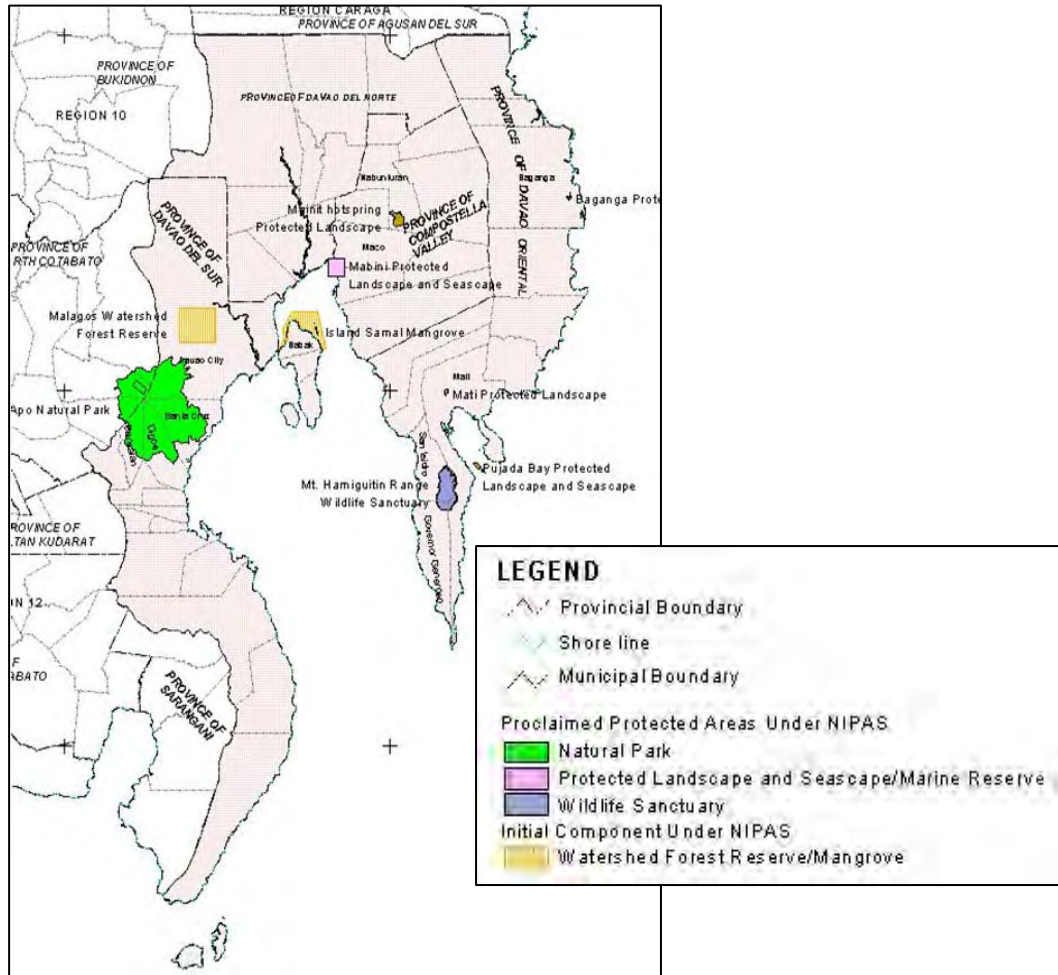 REGION CARAGA
PROVINCE OF AGUSAN DEL SUR
PROVINCE OF
BUKIDNON
REGION 10
PROVINCE OF DAVAO DEL NORTE
PROVINCE OF DAVAO ORIENTAL
Baganga
Baganga Prote
Nabunturan
Mainit hotspring
Protected Landscape
PROVINCE OF
COMPOSTELLA
VALLEY
Maco
PROVINCE OF
DAVAO DEL SUR
PROVINCE OF
RTH COTABATO
Mabini Protected
Landscape and Seascape
Malagos Watershed
Forest Reserve
Island Samal Mangrove
Babak
Davao City
Mati
Mati Protected Landscape
Apo Natural Park
Santa Cruz
Digos
San Isidro
Pujada Bay Protected
Landscape and Seascape
Mt. Hamiguitin Range
Wildlife Sanctuary
Governor Generoso
ROVINCE OF
LTAN KUDARAT
ON 12
OF
ABATO
PROVINCE OF
SARANGANI
LEGEND
Provincial Boundary
Shore line
Municipal Boundary
Proclaimed Protected Areas Under NIPAS
Natural Park
Protected Landscape and Seascape/Marine Reserve
Wildlife Sanctuary
Initial Component Under NIPAS
Watershed Forest Reserve/Mangrove